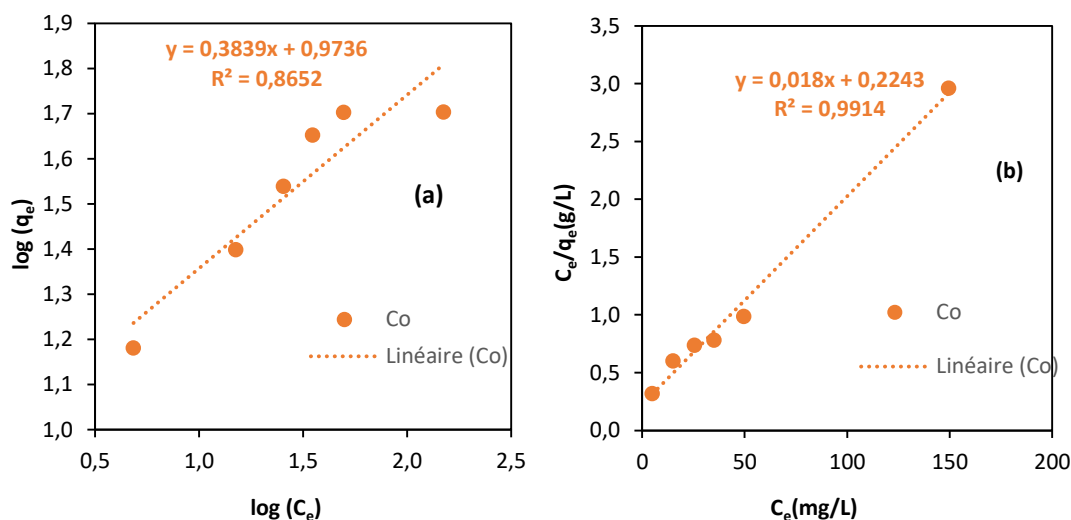 1,9
1,8
1,7
1,6
1,5
1,4
1,3
1,2
1,1
1,0
0,5
1,0
1,5
2,0
2,5
log (qe)
log (Ce)
y = 0,3839x + 0,9736
R² = 0,8652
(a)
Co
Linéaire (Co)
3,5
3,0
2,5
2,0
1,5
1,0
0,5
0,0
0
50
100
150
200
Ce/qe(g/L)
Ce(mg/L)
y = 0,018x + 0,2243
R² = 0,9914
(b)
Co
Linéaire (Co)